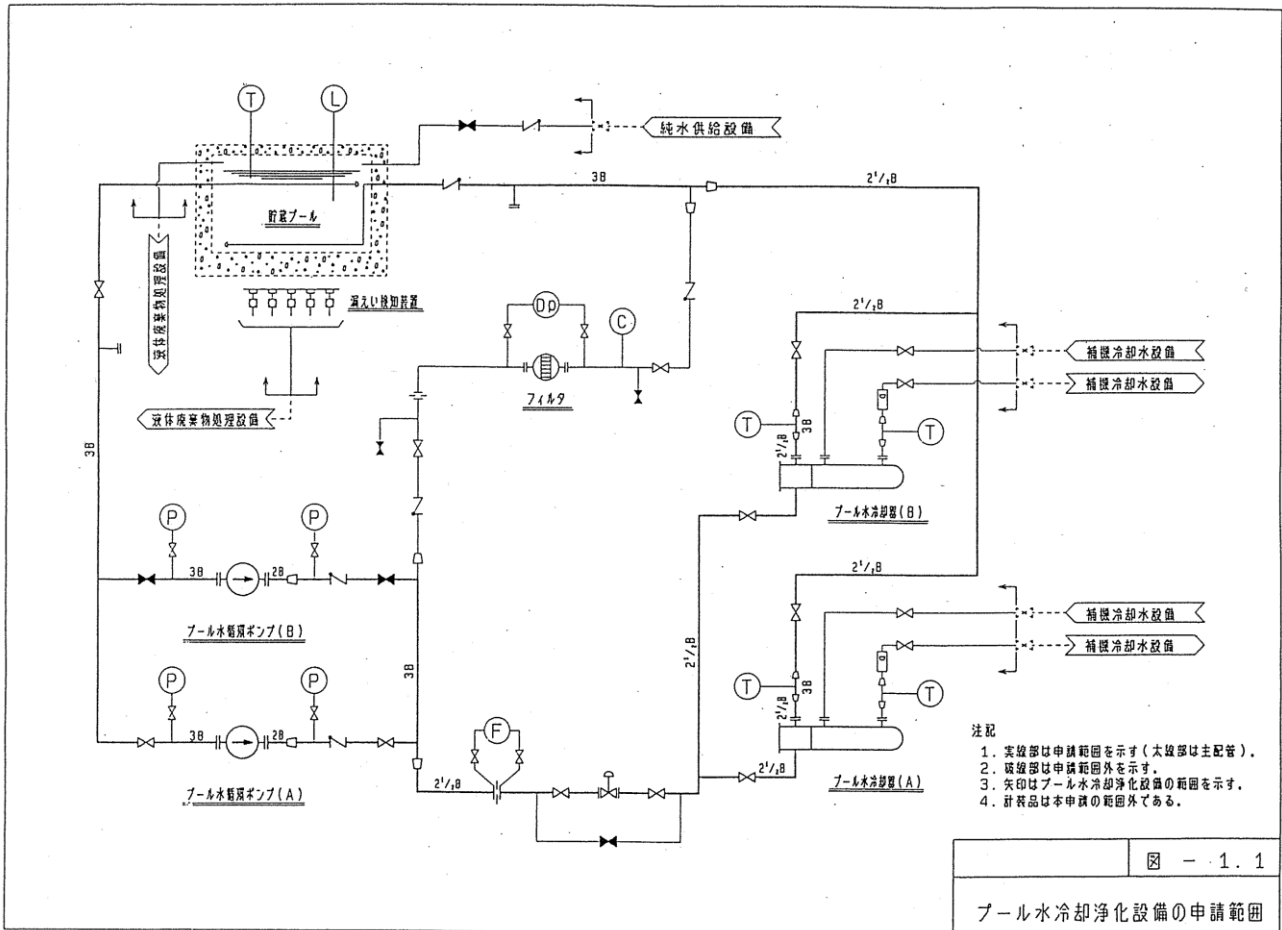 T
L
純水供給設備
3B
2¹/₂B
貯蔵プール
液体廃棄物処理設備
漏えい検知装置
液体廃棄物処理設備
Dp
C
フィルタ
2¹/₂B
補機冷却水設備
補機冷却水設備
T
3B
T
2¹/₂B
プール水冷却器(B)
3B
P
P
3B
2B
プール水循環ポンプ(B)
2¹/₂B
補機冷却水設備
補機冷却水設備
3B
2¹/₂B
T
3B
T
2¹/₂B
P
P
3B
2B
プール水循環ポンプ(A)
F
2¹/₂B
2¹/₂B
プール水冷却器(A)
注記
1. 実線部は申請範囲を示す(太線部は主配管).
2. 破線部は申請範囲外を示す.
3. 矢印はプール水冷却浄化設備の範囲を示す.
4. 計装品は本申請の範囲外である.
図 - 1.1
プール水冷却浄化設備の申請範囲